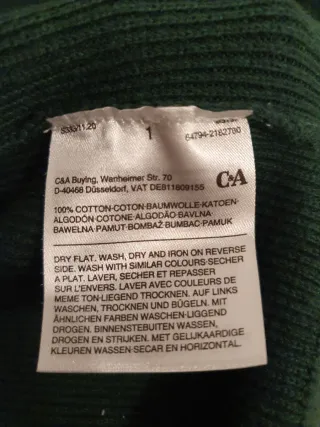 1
64794-2162790
C&A Buying, Wanheimer Str. 70
D-40468 Düsseldorf, VAT DE811609155
C&A
100% COTTON-COTON-BAUMWOLLE-KATOEN-
ALGODÓN-COTONE-ALGODÃO-BAVLNA-
BAWEŁNA-PAMUT-BOMBAŽ-BUMBAC-PAMUK
DRY FLAT. WASH, DRY AND IRON ON REVERSE
SIDE. WASH WITH SIMILAR COLOURS-SECHER
A PLAT. LAVER, SECHER ET REPASSER
SUR L'ENVERS. LAVER AVEC COULEURS DE
MEME TON-LIEGEND TROCKNEN. AUF LINKS
WASCHEN, TROCKNEN UND BÜGELN. MIT
ÄHNLICHEN FARBEN WASCHEN-LIGGEND
DROGEN. BINNENSTEBUITEN WASSEN,
DROGEN EN STRIJKEN. MET GELIJKAARDIGE
KLEUREN WASSEN-SECAR EN HORIZONTAL.